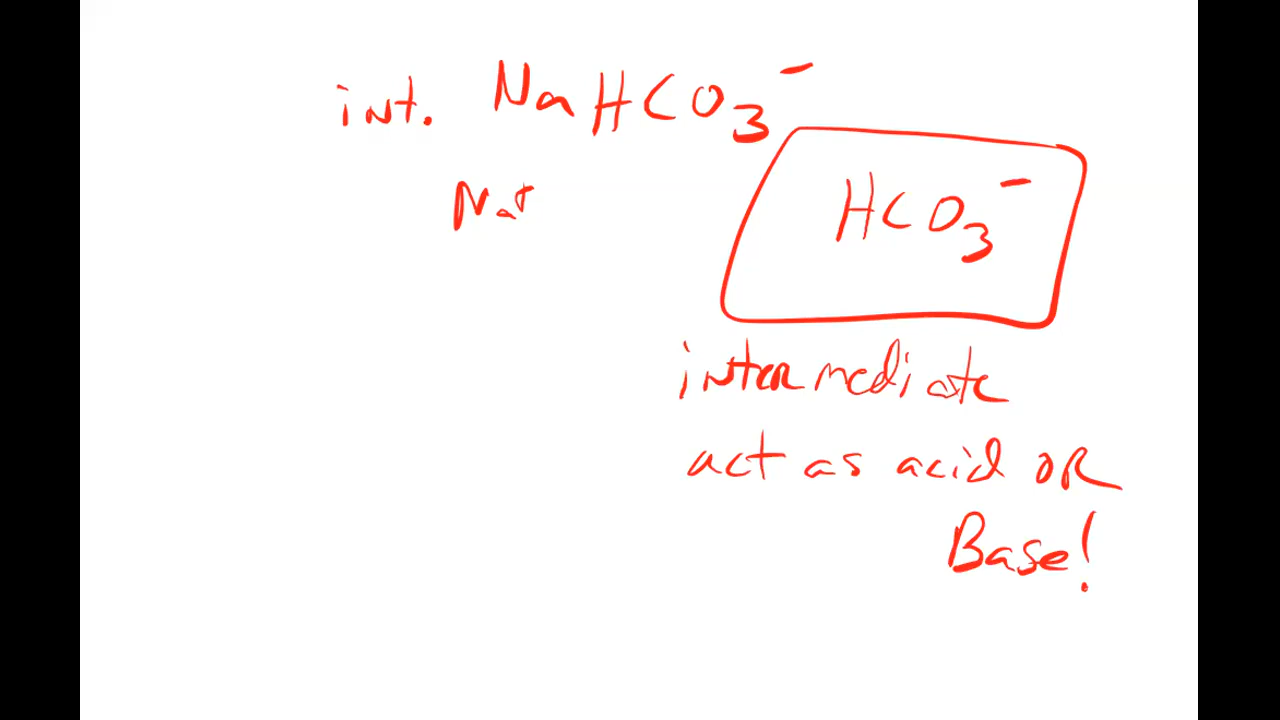 int. NaHCO₃⁻
Na⁺
HCO₃⁻
intermediate
act as acid OR
Base!